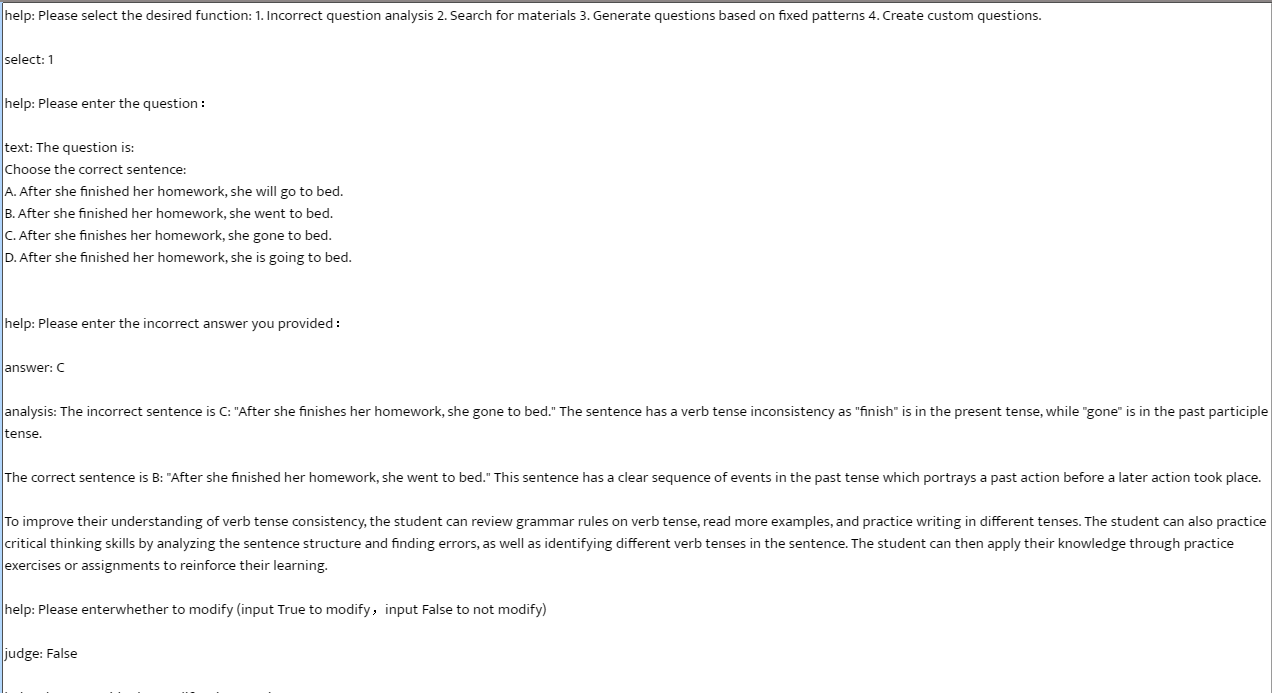 help: Please select the desired function: 1. Incorrect question analysis 2. Search for materials 3. Generate questions based on fixed patterns 4. Create custom questions.
select: 1
help: Please enter the question：
text: The question is:
Choose the correct sentence:
A. After she finished her homework, she will go to bed.
B. After she finished her homework, she went to bed.
C. After she finishes her homework, she gone to bed.
D. After she finished her homework, she is going to bed.
help: Please enter the incorrect answer you provided：
answer: C
analysis: The incorrect sentence is C: "After she finishes her homework, she gone to bed." The sentence has a verb tense inconsistency as "finish" is in the present tense, while "gone" is in the past participle
tense.
The correct sentence is B: "After she finished her homework, she went to bed." This sentence has a clear sequence of events in the past tense which portrays a past action before a later action took place.
To improve their understanding of verb tense consistency, the student can review grammar rules on verb tense, read more examples, and practice writing in different tenses. The student can also practice
critical thinking skills by analyzing the sentence structure and finding errors, as well as identifying different verb tenses in the sentence. The student can then apply their knowledge through practice
exercises or assignments to reinforce their learning.
help: Please enterwhether to modify (input True to modify，input False to not modify)
judge: False